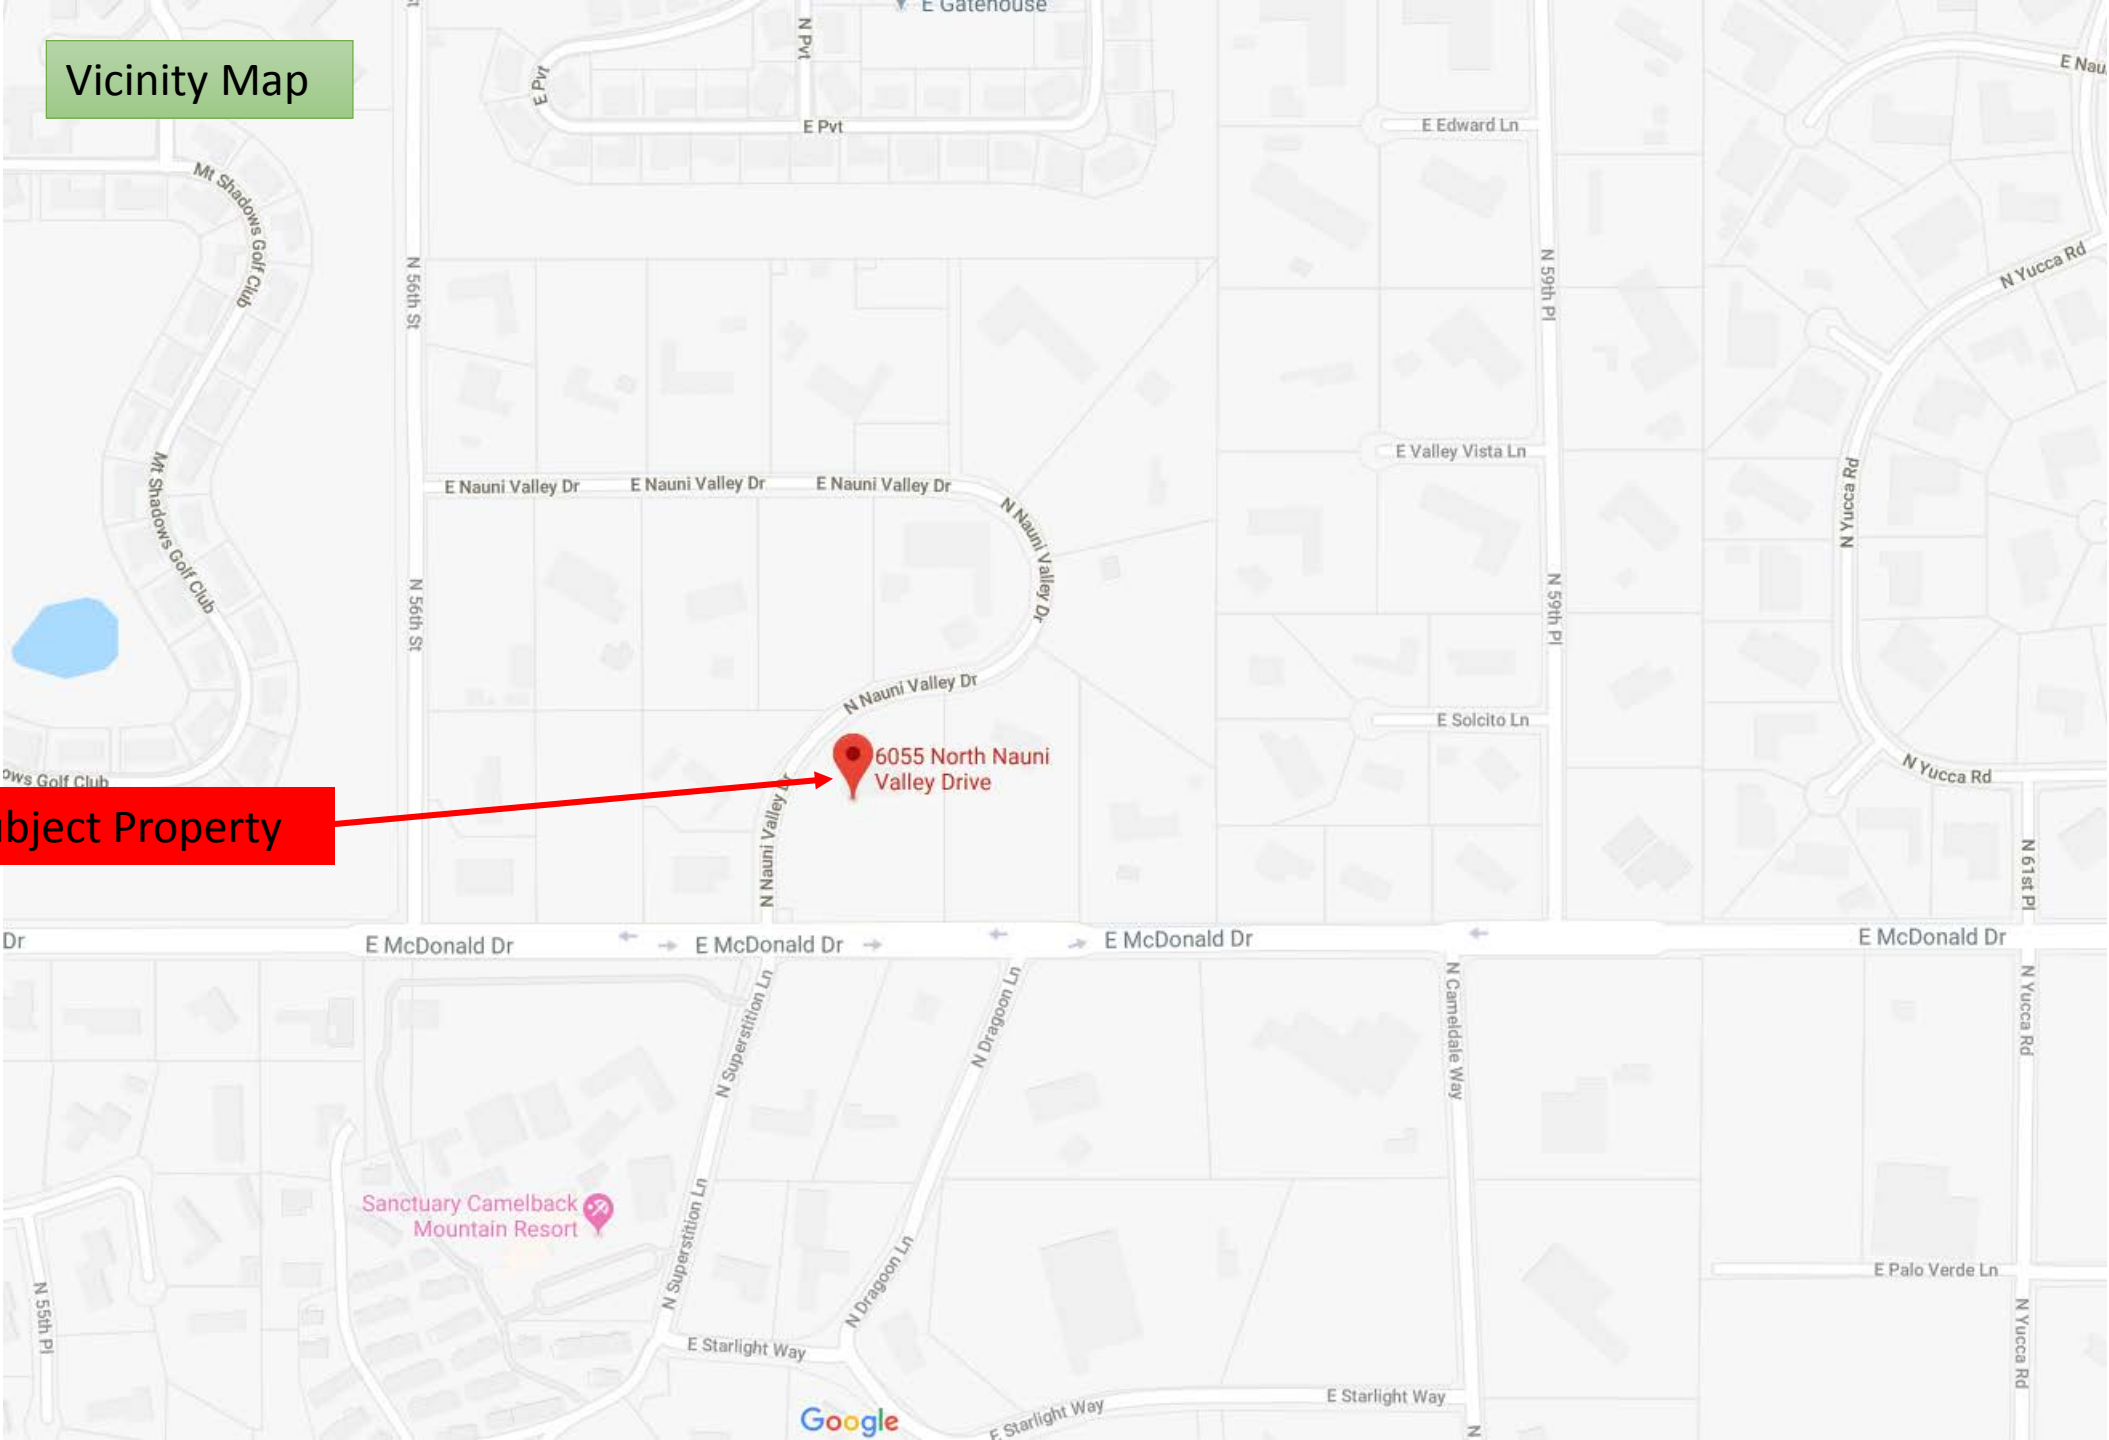 E Gatehouse
Vicinity Map
N Pvt
E Pvt
E Pvt
E Nau
E Edward Ln
Mt Shadows Golf Club
N 56th St
N 59th Pl
N Yucca Rd
E Valley Vista Ln
E Nauni Valley Dr
E Nauni Valley Dr
E Nauni Valley Dr
N Nauni Valley Dr
Mt Shadows Golf Club
N Yucca Rd
N 56th St
N 59th Pl
N Nauni Valley Dr
E Solcito Ln
6055 North Nauni
Valley Drive
ows Golf Club
N Yucca Rd
bject Property
N Nauni Valley Dr
N 61st Pl
Dr
E McDonald Dr
E McDonald Dr
E McDonald Dr
E McDonald Dr
N Superstition Ln
N Dragoon Ln
N Cameldale Way
N Yucca Rd
Sanctuary Camelback
Mountain Resort
N Superstition Ln
N Dragoon Ln
E Palo Verde Ln
N 55th Pl
N Yucca Rd
E Starlight Way
E Starlight Way
E Starlight Way
Google
N